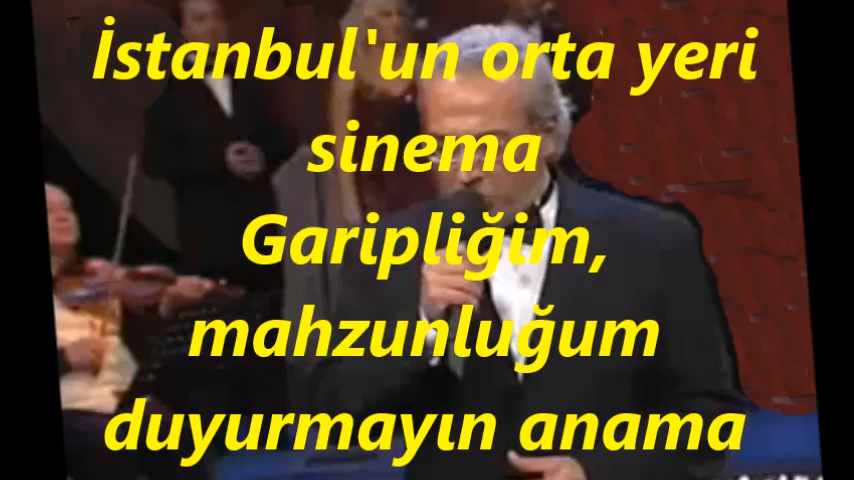 İstanbul'un orta yeri
sinema
Garipliğim,
mahzunluğum
duyurmayın anama